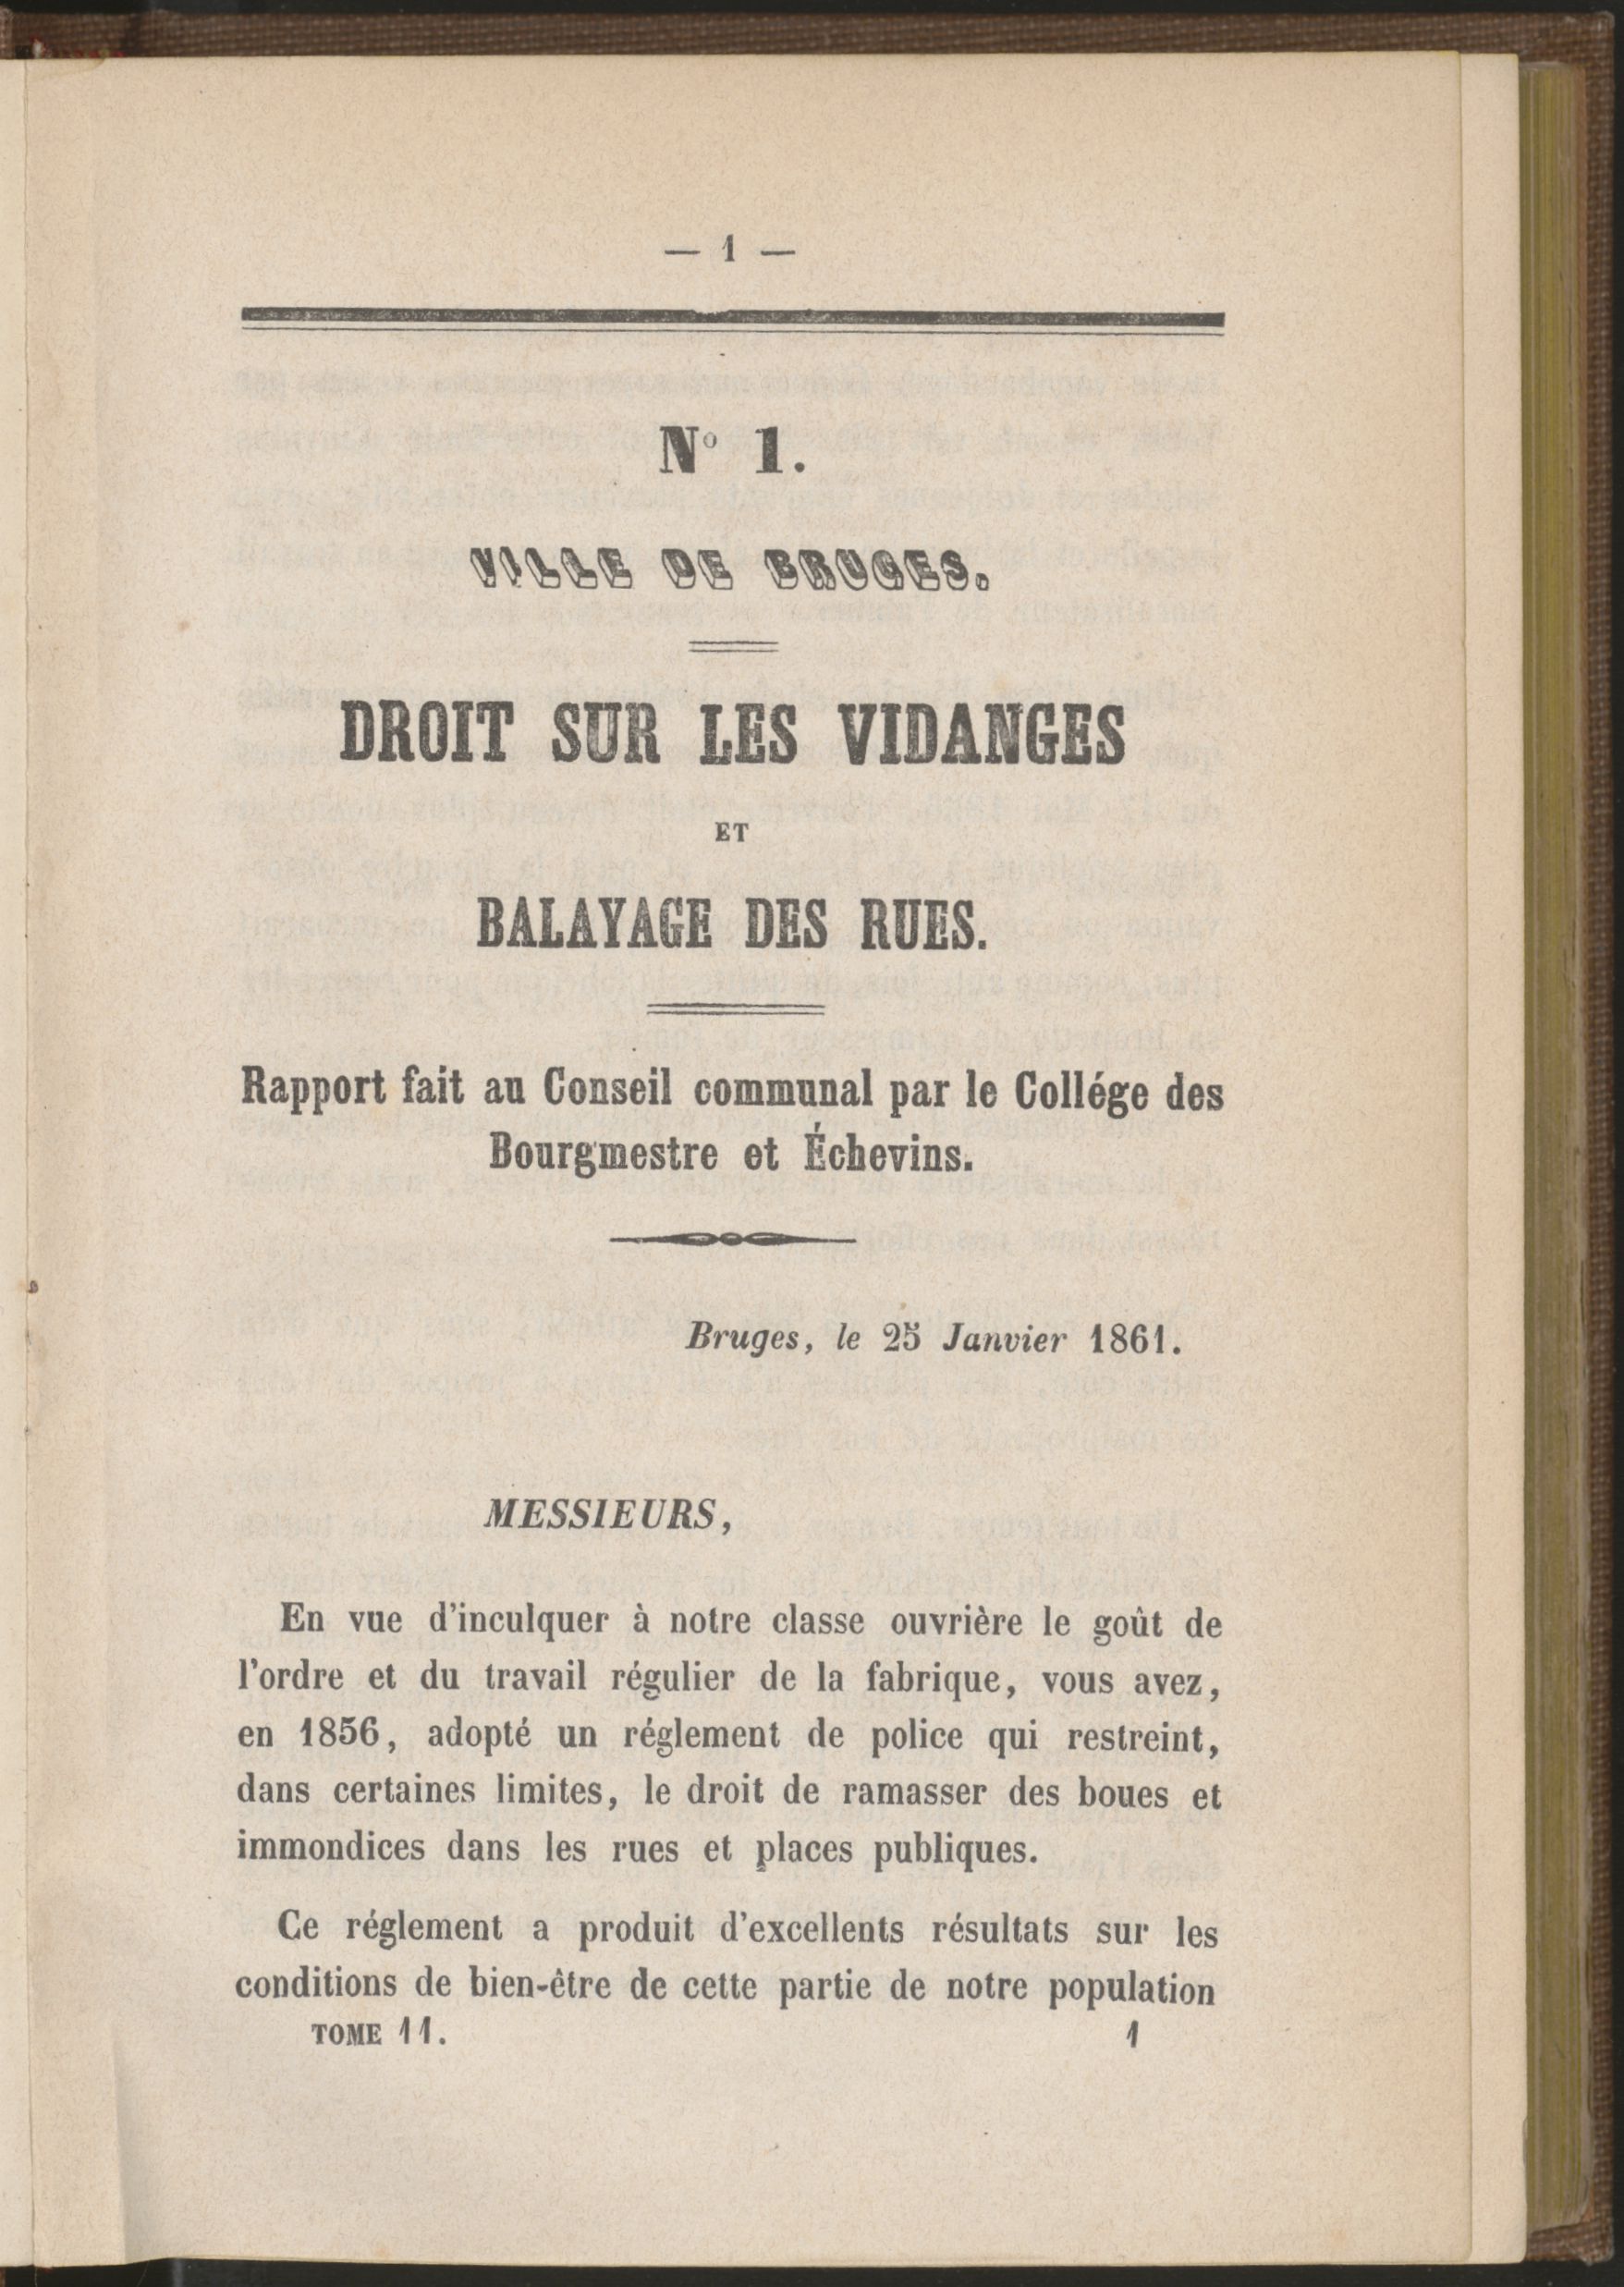 — 1 —
N° 1.
VILLE DE BRUGES.
DROIT SUR LES VIDANGES
ET
BALAYAGE DES RUES.
Rapport fait au Conseil communal par le Collége des
Bourgmestre et Échevins.
Bruges, le 25 Janvier 1861.
MESSIEURS,
En vue d'inculquer à notre classe ouvrière le goût de
l'ordre et du travail régulier de la fabrique, vous avez,
en 1856, adopté un réglement de police qui restreint,
dans certaines limites, le droit de ramasser des boues et
immondices dans les rues et places publiques.
Ce réglement a produit d'excellents résultats sur les
conditions de bien-être de cette partie de notre population
TOME 11. 1